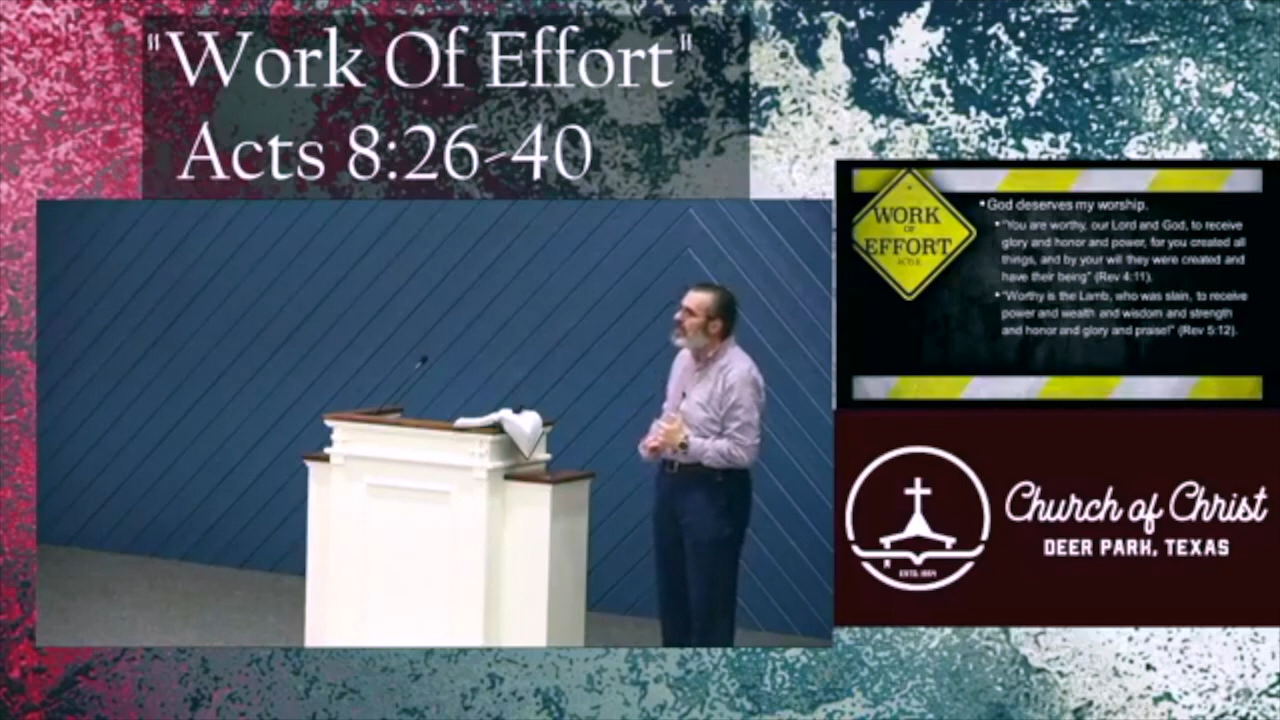 "Work Of Effort"
Acts 8:26-40
WORK
OF
EFFORT
•God deserves my worship.
•"You are worthy, our Lord and God, to receive
glory and honor and power, for you created all
things, and by your will they were created and
have their being" (Rev 4:11).
•"Worthy is the Lamb, who was slain, to receive
power and wealth and wisdom and strength
and honor and glory and praise!" (Rev 5:12).
Church of Christ
DEER PARK, TEXAS